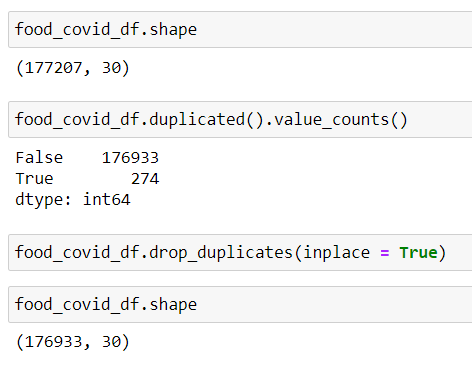 food_covid_df.shape
(177207, 30)
food_covid_df.duplicated().value_counts()
False    176933
True        274
dtype: int64
food_covid_df.drop_duplicates(inplace = True)
food_covid_df.shape
(176933, 30)